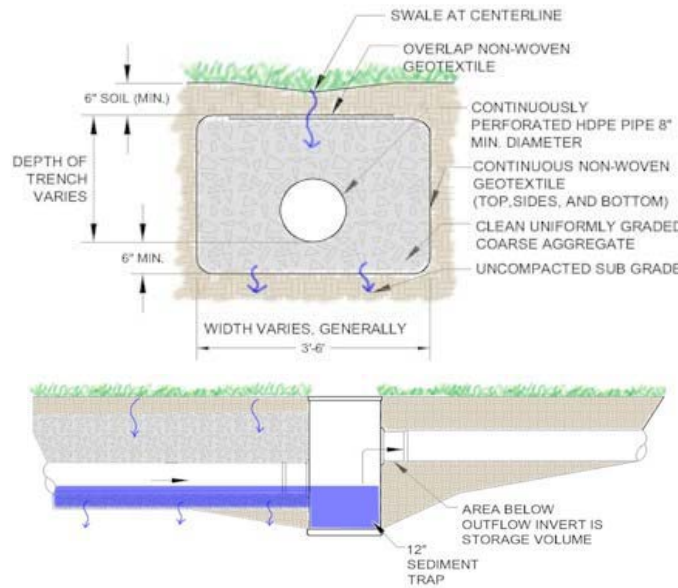 SWALE AT CENTERLINE
OVERLAP NON-WOVEN
GEOTEXTILE
6" SOIL (MIN.)
CONTINUOUSLY
PERFORATED HDPE PIPE 8"
MIN. DIAMETER
DEPTH OF
TRENCH
VARIES
CONTINUOUS NON-WOVEN
GEOTEXTILE
(TOP,SIDES, AND BOTTOM)
CLEAN UNIFORMLY GRADED
COARSE AGGREGATE
6" MIN.
UNCOMPACTED SUB GRADE
WIDTH VARIES, GENERALLY
3'-6'
AREA BELOW
OUTFLOW INVERT IS
STORAGE VOLUME
12"
SEDIMENT
TRAP